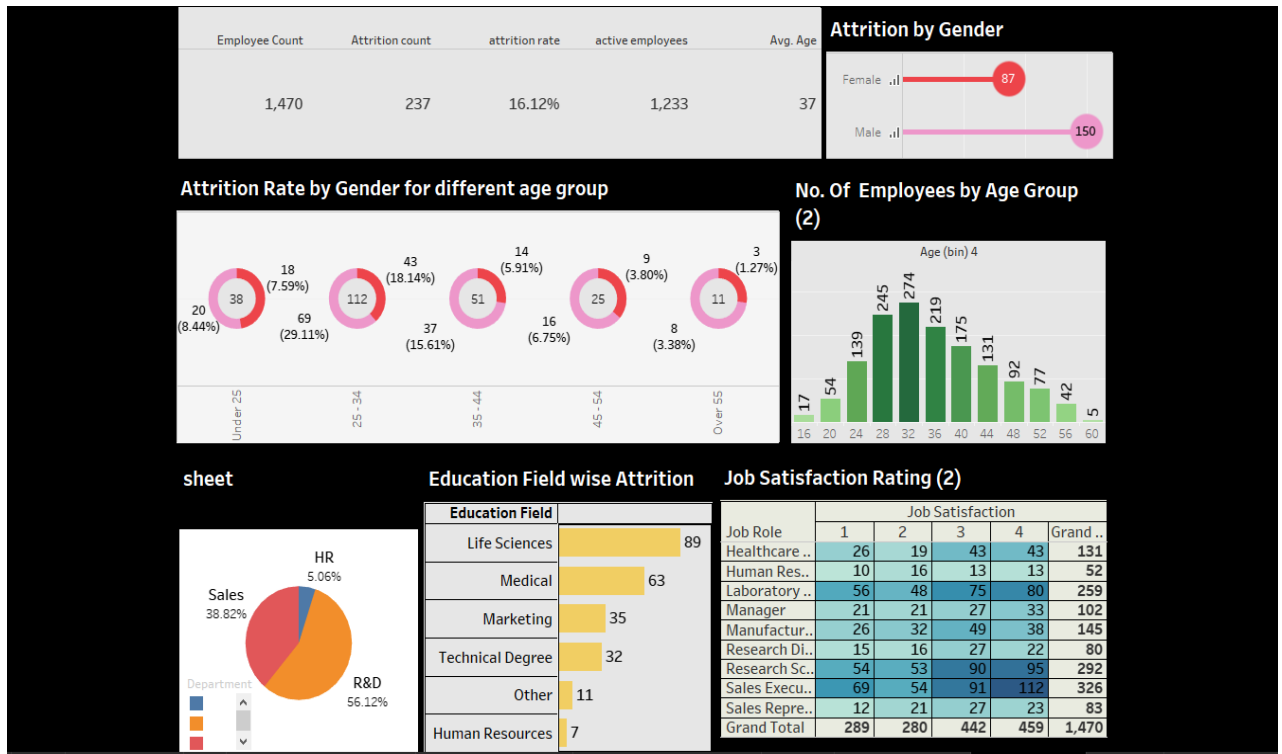 Employee Count Attrition count attrition rate active employees Avg. Age
1,470 237 16.12% 1,233 37
Attrition by Gender
Female 87
Male 150
Attrition Rate by Gender for different age group
38
18
(7.59%)
20
(8.44%)
112
43
(18.14%)
69
(29.11%)
51
14
(5.91%)
37
(15.61%)
25
9
(3.80%)
16
(6.75%)
11
3
(1.27%)
8
(3.38%)
Under 25
25 - 34
35 - 44
45 - 54
Over 55
No. Of Employees by Age Group
(2)
Age (bin) 4
17 54 139 245 274 219 175 131 92 77 42 5
16 20 24 28 32 36 40 44 48 52 56 60
sheet
HR
5.06%
Sales
38.82%
R&D
56.12%
Department
Education Field wise Attrition
Education Field
Life Sciences 89
Medical 63
Marketing 35
Technical Degree 32
Other 11
Human Resources 7
Job Satisfaction Rating (2)
Job Satisfaction
Job Role 1 2 3 4 Grand ..
Healthcare .. 26 19 43 43 131
Human Res.. 10 16 13 13 52
Laboratory .. 56 48 75 80 259
Manager 21 21 27 33 102
Manufactur.. 26 32 49 38 145
Research Di.. 15 16 27 22 80
Research Sc.. 54 53 90 95 292
Sales Execu.. 69 54 91 112 326
Sales Repre.. 12 21 27 23 83
Grand Total 289 280 442 459 1,470